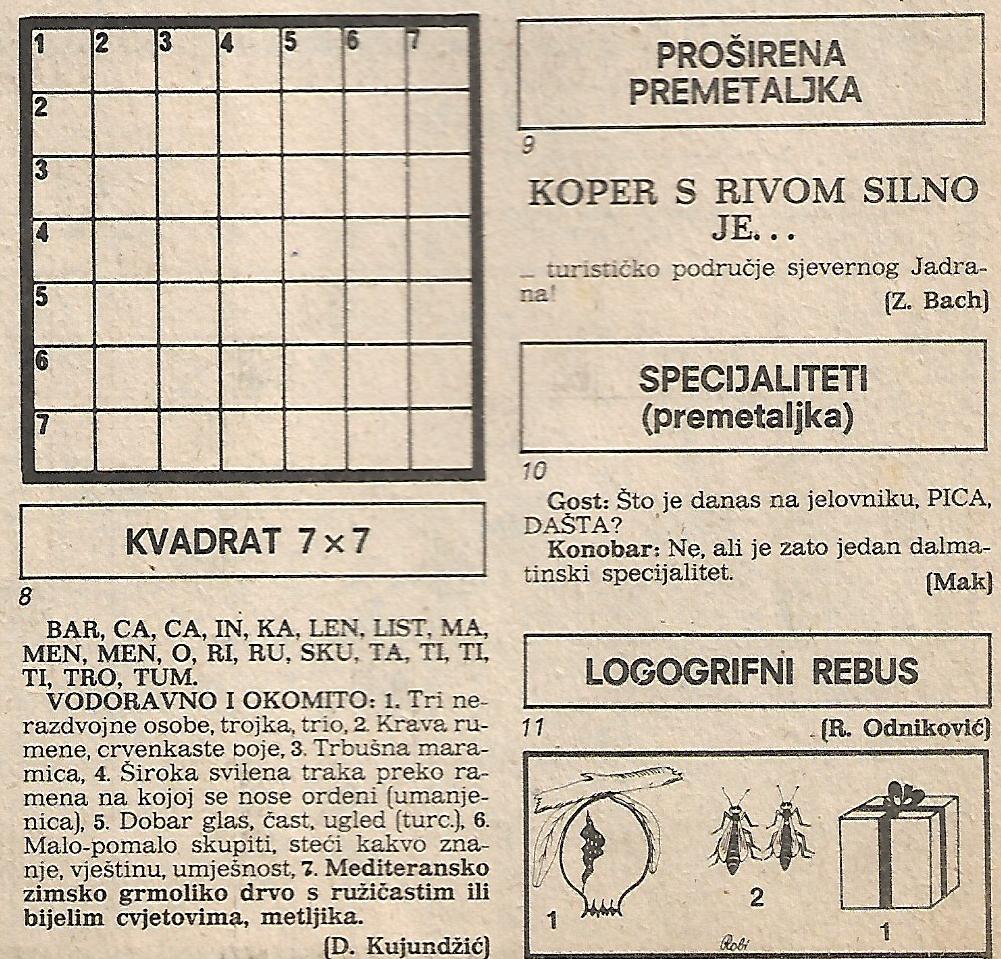 1 2 3 4 5 6 7
2
3
4
5
6
7
KVADRAT 7 x 7
8
BAR, CA, CA, IN, KA, LEN, LIST, MA,
MEN, MEN, O, RI, RU, SKU, TA, TI, TI,
TI, TRO, TUM.
VODORAVNO I OKOMITO: 1. Tri ne-
razdvojne osobe, trojka, trio, 2. Krava ru-
mene, crvenkaste boje, 3. Trbušna mara-
mica, 4. Široka svilena traka preko ra-
mena na kojoj se nose ordeni (umanje-
nica), 5. Dobar glas, čast, ugled (turc.), 6.
Malo-pomalo skupiti, steći kakvo zna-
nje, vještinu, umješnost, 7. Mediteransko
zimsko grmoliko drvo s ružičastim ili
bijelim cvjetovima, metljika.
(D. Kujundžić)
PROŠIRENA
PREMETALJKA
9
KOPER S RIVOM SILNO
JE...
... turističko područje sjevernog Jadra-
na!
(Z. Bach)
SPECIJALITETI
(premetaljka)
10
Gost: Što je danas na jelovniku, PICA,
DAŠTA?
Konobar: Ne, ali je zato jedan dalma-
tinski specijalitet.
(Mak)
LOGOGRIFNI REBUS
11
(R. Odniković)
1
2
1
Robi